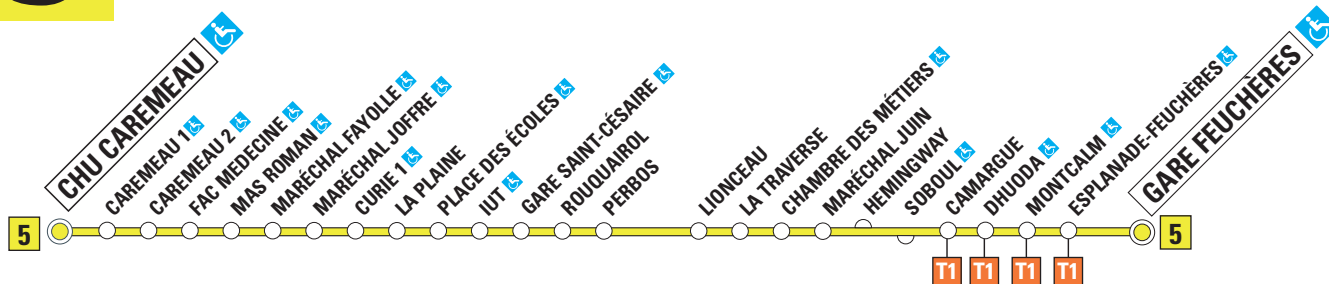 CHU CAREMEAU
CAREMEAU 1
CAREMEAU 2
FAC MEDECINE
MAS ROMAN
MARÉCHAL FAYOLLE
MARÉCHAL JOFFRE
CURIE 1
LA PLAINE
PLACE DES ÉCOLES
IUT
GARE SAINT-CÉSAIRE
ROUQUAIROL
PERBOS
LIONCEAU
LA TRAVERSE
CHAMBRE DES MÉTIERS
MARÉCHAL JUIN
HEMINGWAY
SOBOUL
CAMARGUE
DHUODA
MONTCALM
ESPLANADE-FEUCHÈRES
GARE FEUCHÈRES
5
5
T1
T1
T1
T1